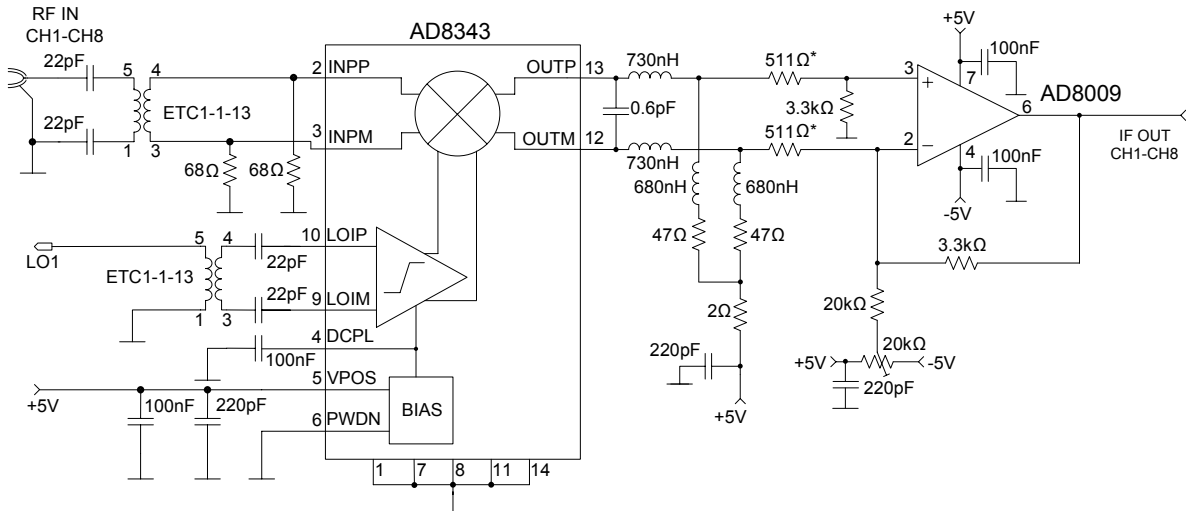 RF IN
CH1-CH8
22pF
5
4
ETC1-1-13
22pF
1
3
68Ω
68Ω
AD8343
2
INPP
3
INPM
OUTP
13
OUTM
12
730nH
0.6pF
730nH
680nH
680nH
47Ω
47Ω
2Ω
220pF
+5V
511Ω*
3.3kΩ
511Ω*
+5V
100nF
3
7
AD8009
+
6
2
−
4
100nF
-5V
IF OUT
CH1-CH8
3.3kΩ
20kΩ
20kΩ
+5V
-5V
220pF
LO1
5
4
ETC1-1-13
22pF
22pF
1
3
10
LOIP
9
LOIM
4
DCPL
100nF
5
VPOS
+5V
100nF
220pF
6
PWDN
BIAS
1
7
8
11
14